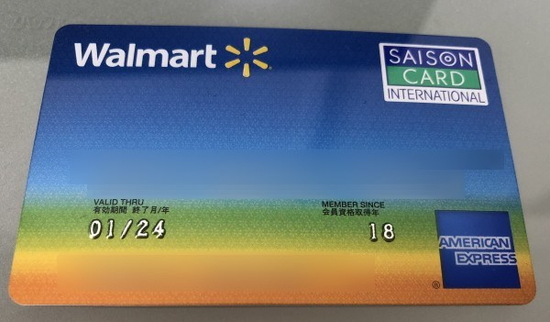 Walmart
SAISON
CARD
INTERNATIONAL
VALID THRU
有効期間 終了月/年
01/24
MEMBER SINCE
会員資格取得年
18
AMERICAN
EXPRESS
®